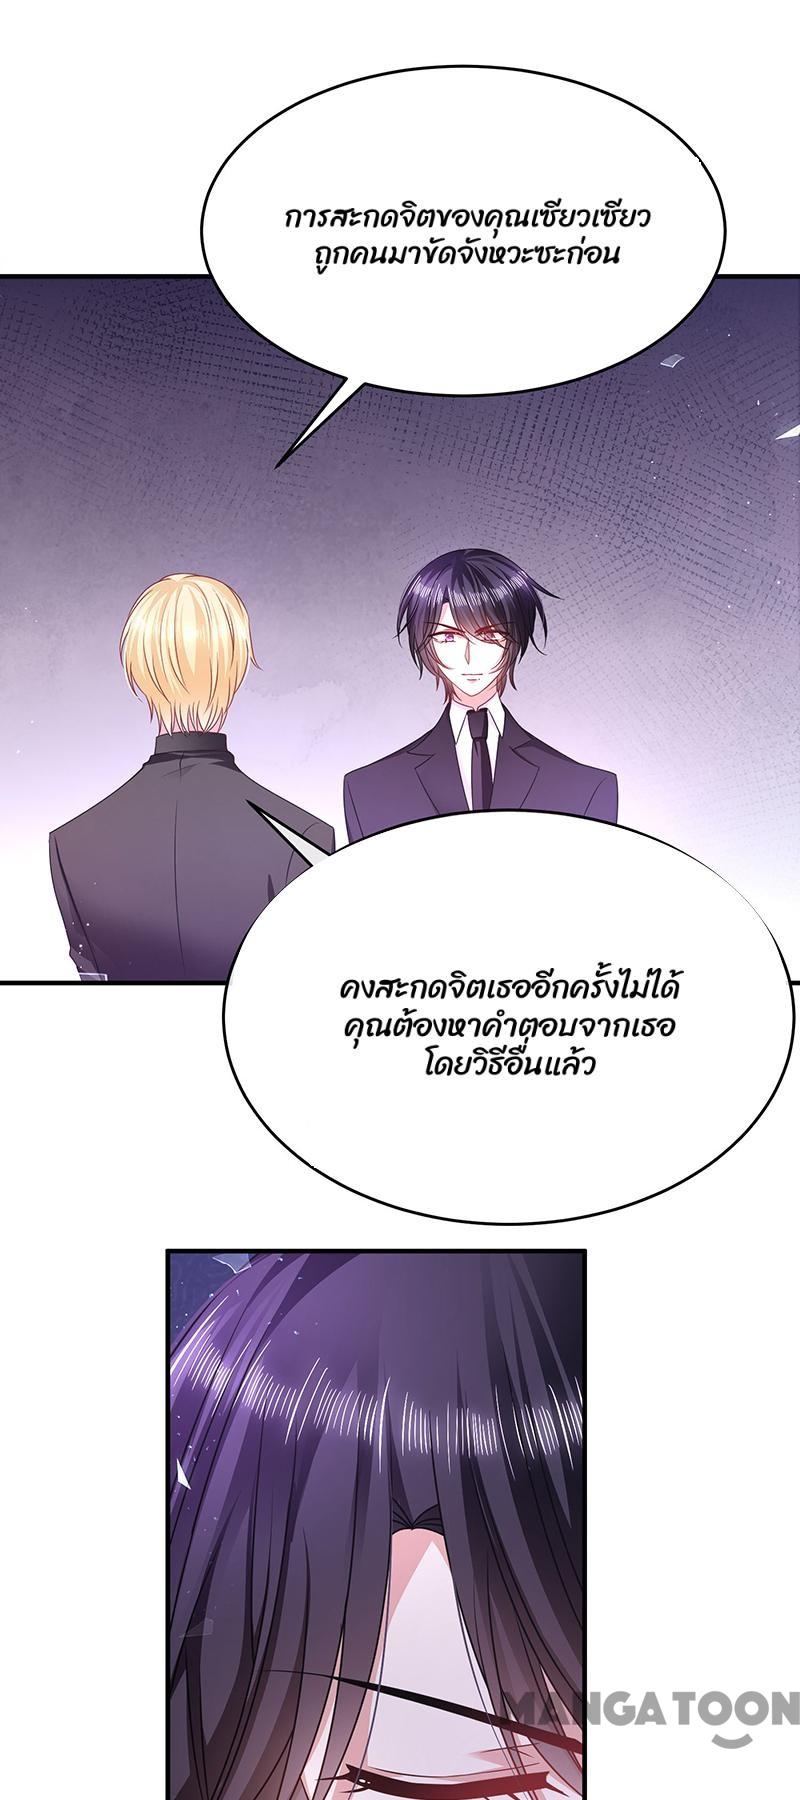 การสะกดจิตของคุณเซียวเซียว
ถูกคนมาขัดจังหวะซะก่อน
คงสะกดจิตเธออีกครั้งไม่ได้
คุณต้องหาคำตอบจากเธอ
โดยวิธีอื่นแล้ว
MANGATOON